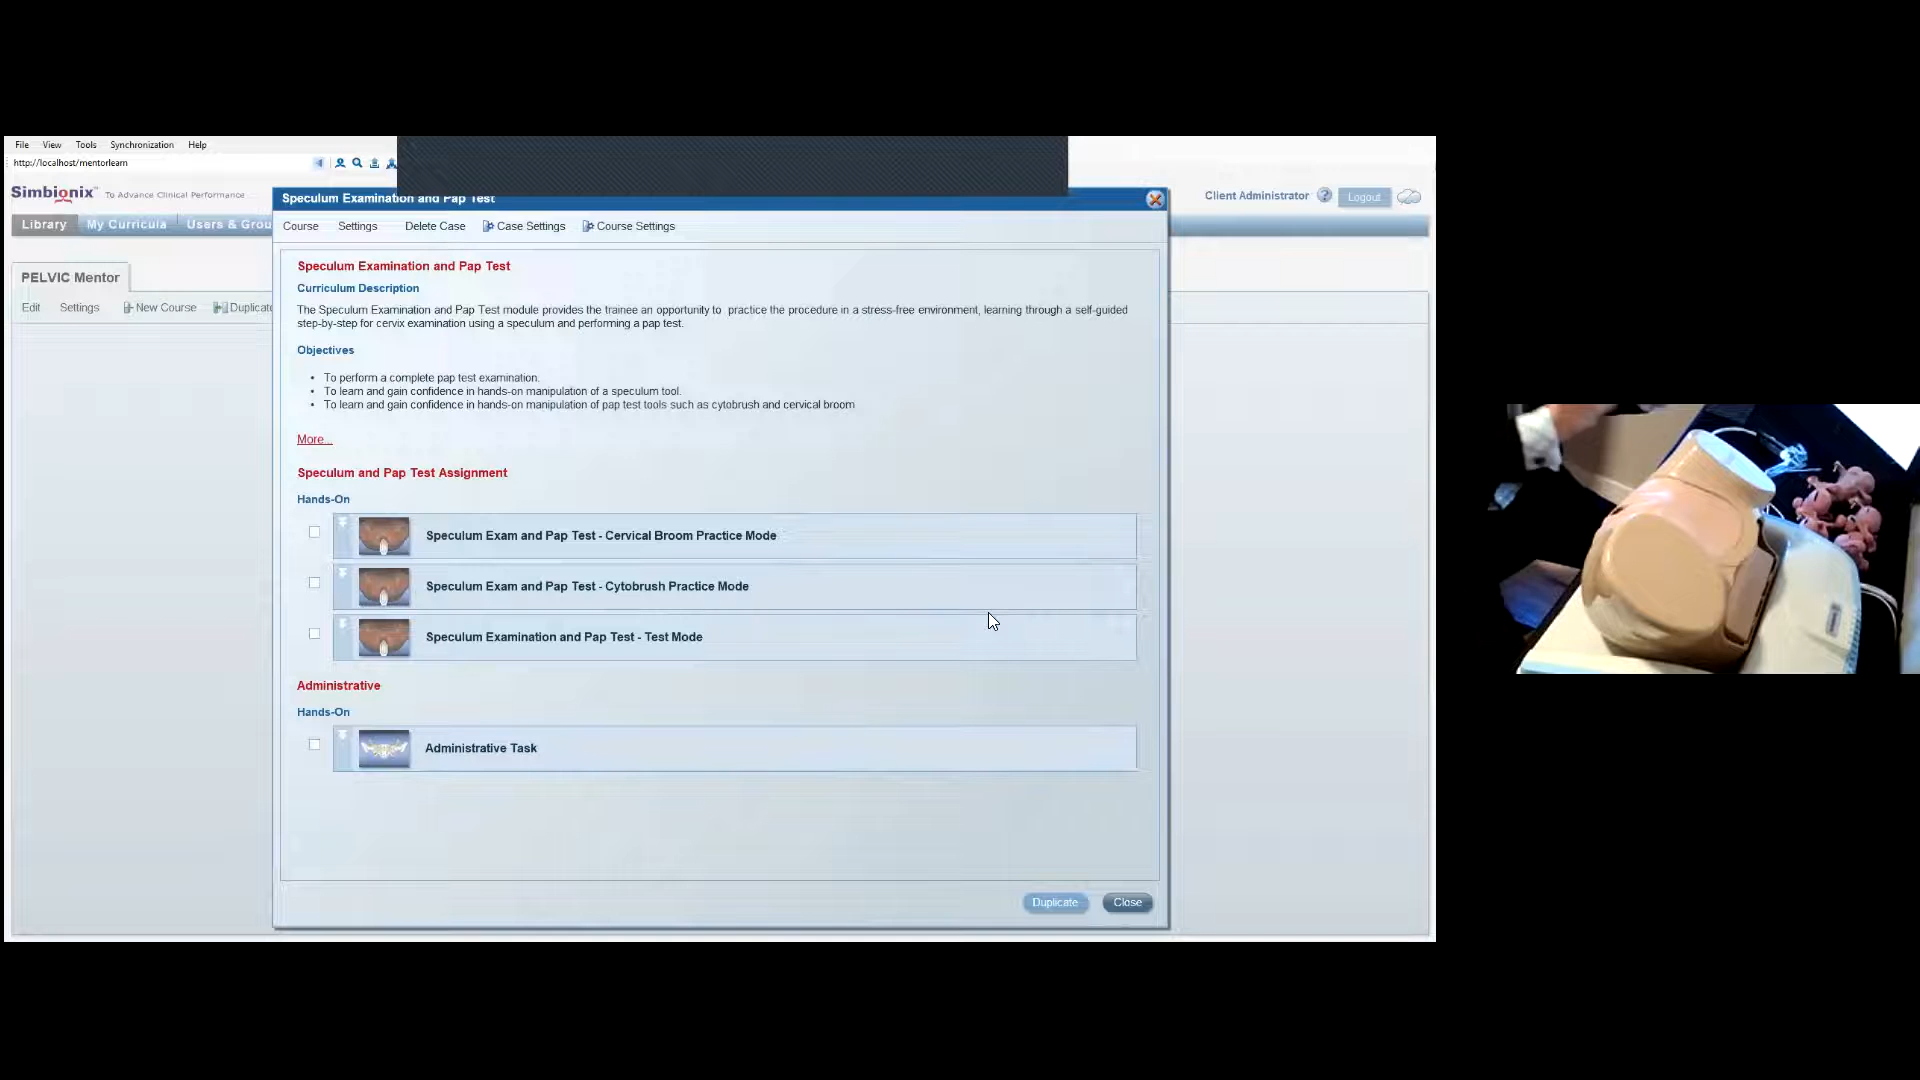 File View Tools Synchronization Help
http://localhost/mentorlearn
Simbionix™ To Advance Clinical Performance
Client Administrator ? Logout
Library My Curricula Users & Grou
PELVIC Mentor
Edit Settings New Course Duplicate
Speculum Examination and Pap Test
Course Settings Delete Case Case Settings Course Settings
Speculum Examination and Pap Test
Curriculum Description
The Speculum Examination and Pap Test module provides the trainee an opportunity to practice the procedure in a stress-free environment, learning through a self-guided
step-by-step for cervix examination using a speculum and performing a pap test.
Objectives
• To perform a complete pap test examination.
• To learn and gain confidence in hands-on manipulation of a speculum tool.
• To learn and gain confidence in hands-on manipulation of pap test tools such as cytobrush and cervical broom
More...
Speculum and Pap Test Assignment
Hands-On
Speculum Exam and Pap Test - Cervical Broom Practice Mode
Speculum Exam and Pap Test - Cytobrush Practice Mode
Speculum Examination and Pap Test - Test Mode
Administrative
Hands-On
Administrative Task
Duplicate Close